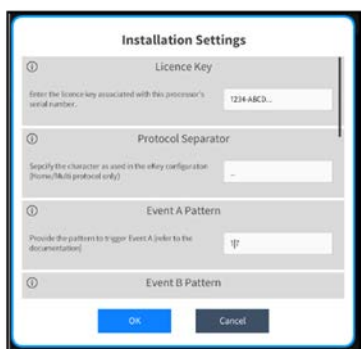 Installation Settings
Licence Key
Enter the licence key associated with this processor's
serial number.
1234-ABCD...
Protocol Separator
Sepcify the character as used in the eKey configuration
(Home/Multi protocol only)
Event A Pattern
Provide the pattern to trigger Event A (refer to the
documentation)
Event B Pattern
OK
Cancel